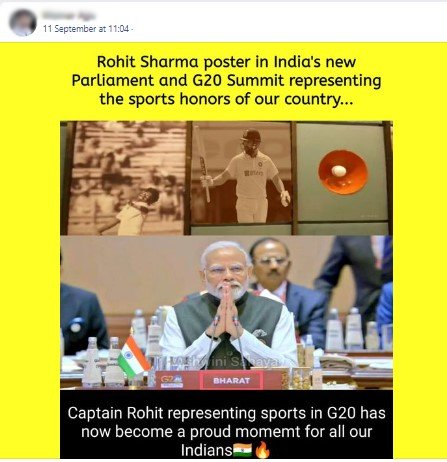 11 September at 11:04 ·
Rohit Sharma poster in India's new
Parliament and G20 Summit representing
the sports honors of our country...
G20
BHARAT
Captain Rohit representing sports in G20 has
now become a proud momemt for all our
Indians🇮🇳🔥